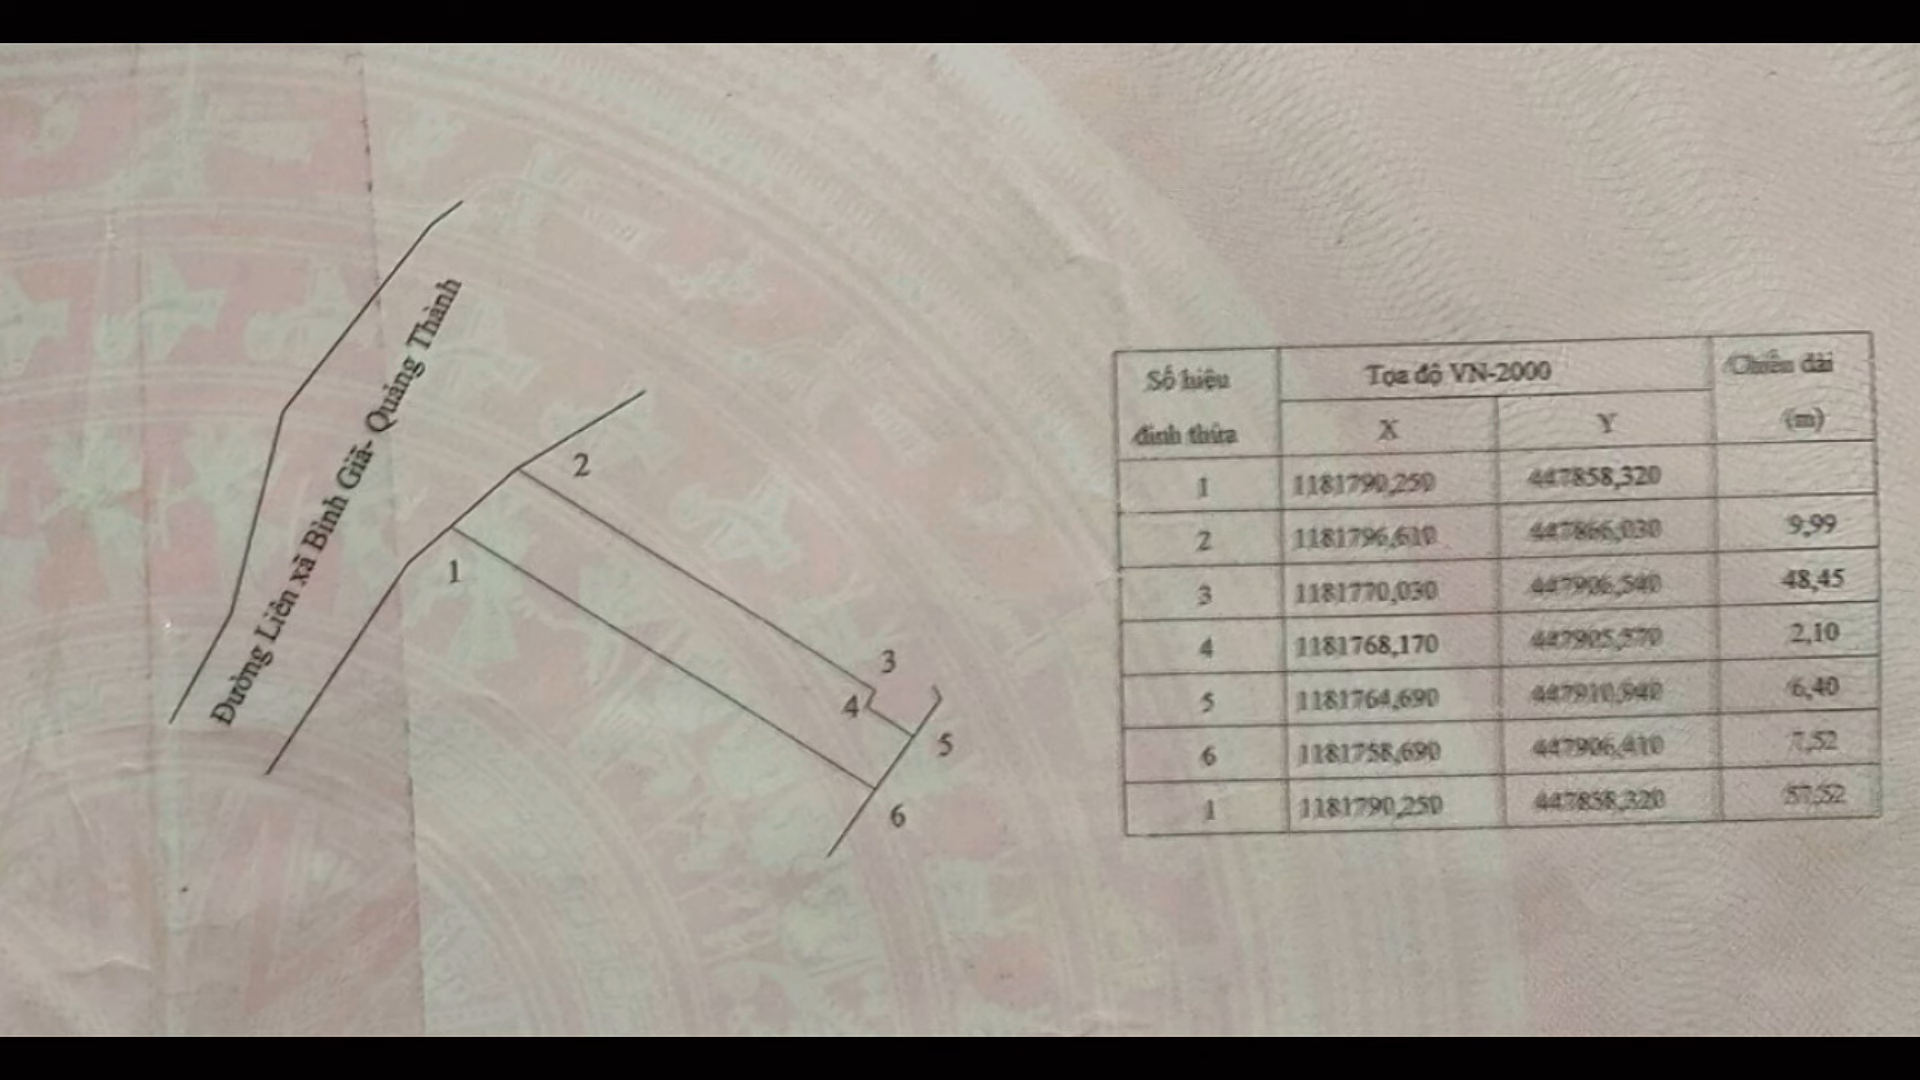 Đường Liên xã Bình Giã- Quảng Thành
2
1
3
4
5
6
Số hiệu đỉnh thửa Tọa độ VN-2000 Chiều dài (m)
X Y
1 1181790,250 447858,320
2 1181796,610 447866,030 9,99
3 1181770,030 447906,540 48,45
4 1181768,170 447905,570 2,10
5 1181764,690 447910,940 6,40
6 1181758,690 447906,410 7,52
1 1181790,250 447858,320 57,52